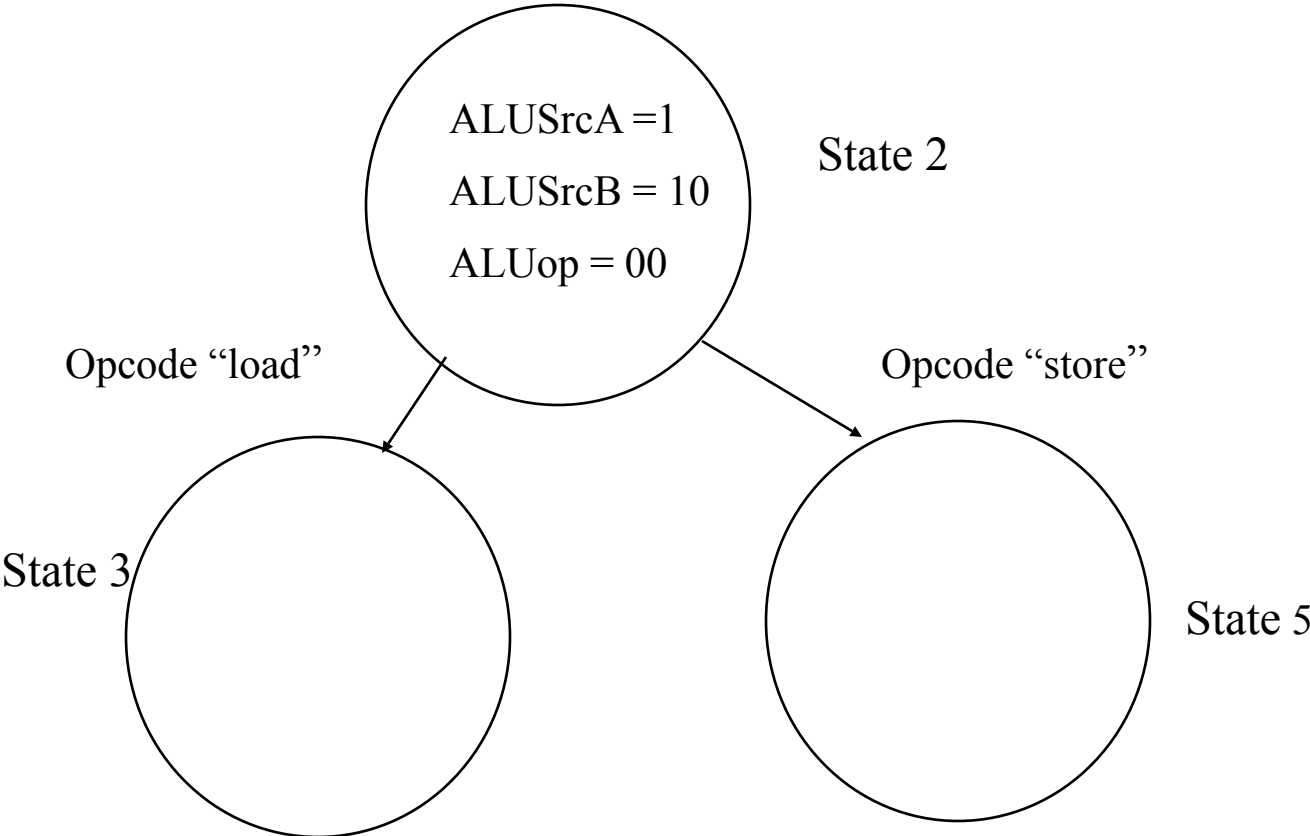 ALUSrcA =1
State 2
ALUSrcB = 10
ALUop = 00
Opcode “load”
Opcode “store”
State 3
State 5